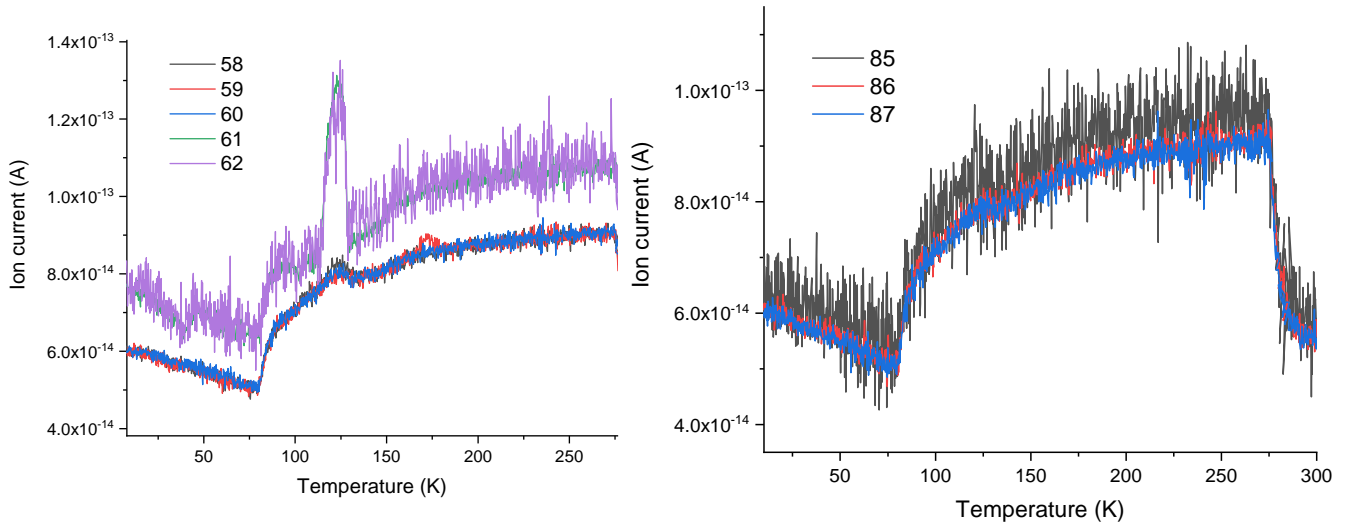 1.4x10⁻¹³
1.2x10⁻¹³
1.0x10⁻¹³
8.0x10⁻¹⁴
6.0x10⁻¹⁴
4.0x10⁻¹⁴
Ion current (A)
58
59
60
61
62
50 100 150 200 250
Temperature (K)
1.0x10⁻¹³
8.0x10⁻¹⁴
6.0x10⁻¹⁴
4.0x10⁻¹⁴
Ion current (A)
85
86
87
50 100 150 200 250 300
Temperature (K)